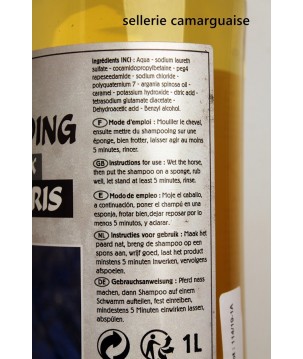 sellerie camarguaise
Ingrédients INCI : Aqua - sodium laureth
sulfate - cocamidopropylbetaine - peg4
rapeseedamide - sodium chloride -
polyquaternium 7 - argania spinosa oil -
caramel - potassium hydroxide - citric acid -
tetrasodium glutamate diacetate -
Dehydroacetic acid - Benzyl alcohol.
F Mode d'emploi : Mouiller le cheval,
ensuite mettre du shampooing sur une
éponge, bien frotter, laisser agir au moins
5 minutes, rincer.
GB Instructions for use : Wet the horse,
then put the shampoo on a sponge, rub
well, let stand at least 5 minutes, rinse.
E Modo de empleo : Moje el caballo,
a continuación, poner el champú en una
esponja, frotar bien,dejar reposar por lo
menos 5 minutos, y aclarar.
NL Instructies voor gebruik : Maak het
paard nat, breng de shampoo op een
spons aan, wrijf goed, laat het product
minstens 5 minuten inwerken, vervolgens
afspoelen.
DE Gebrauchsanweisung : Pferd nass
machen, dann Shampoo auf einem
Schwamm aufteilen, fest einreiben,
mindestens 5 Minuten einwirken lassen,
abspülen.
DING
X
RIS
1L